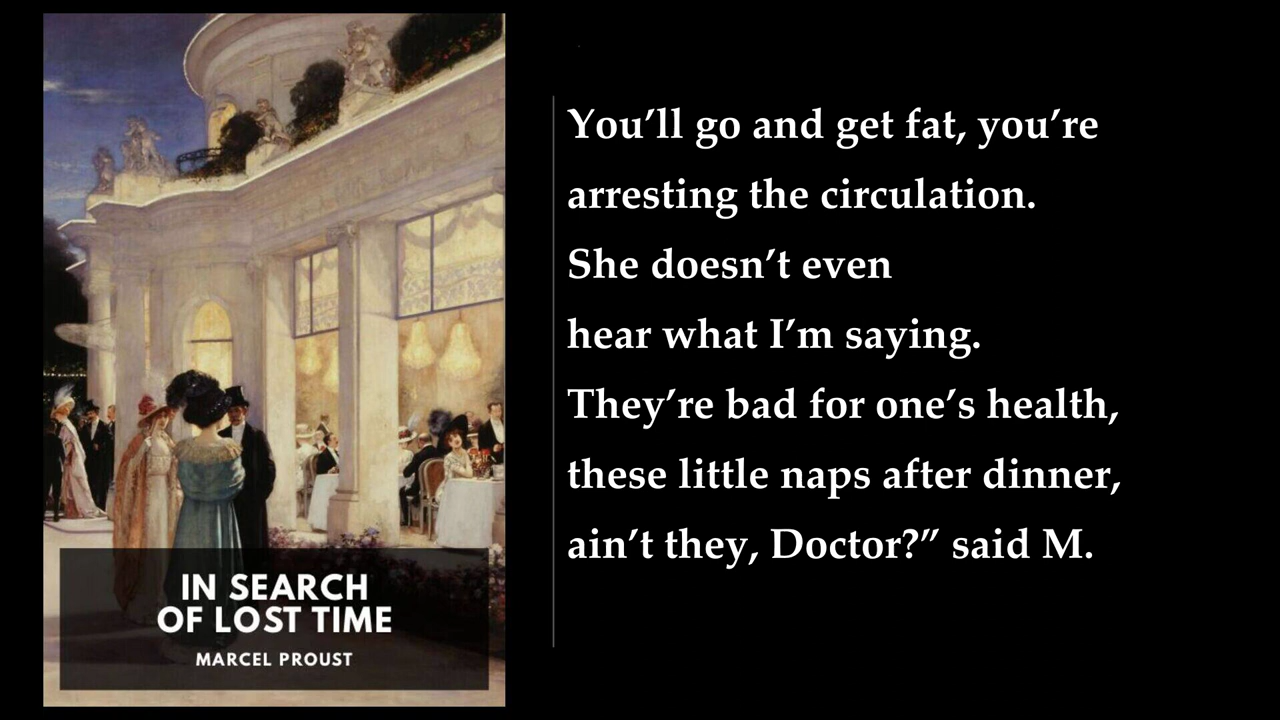 IN SEARCH
OF LOST TIME
MARCEL PROUST
You’ll go and get fat, you’re
arresting the circulation.
She doesn’t even
hear what I’m saying.
They’re bad for one’s health,
these little naps after dinner,
ain’t they, Doctor?” said M.